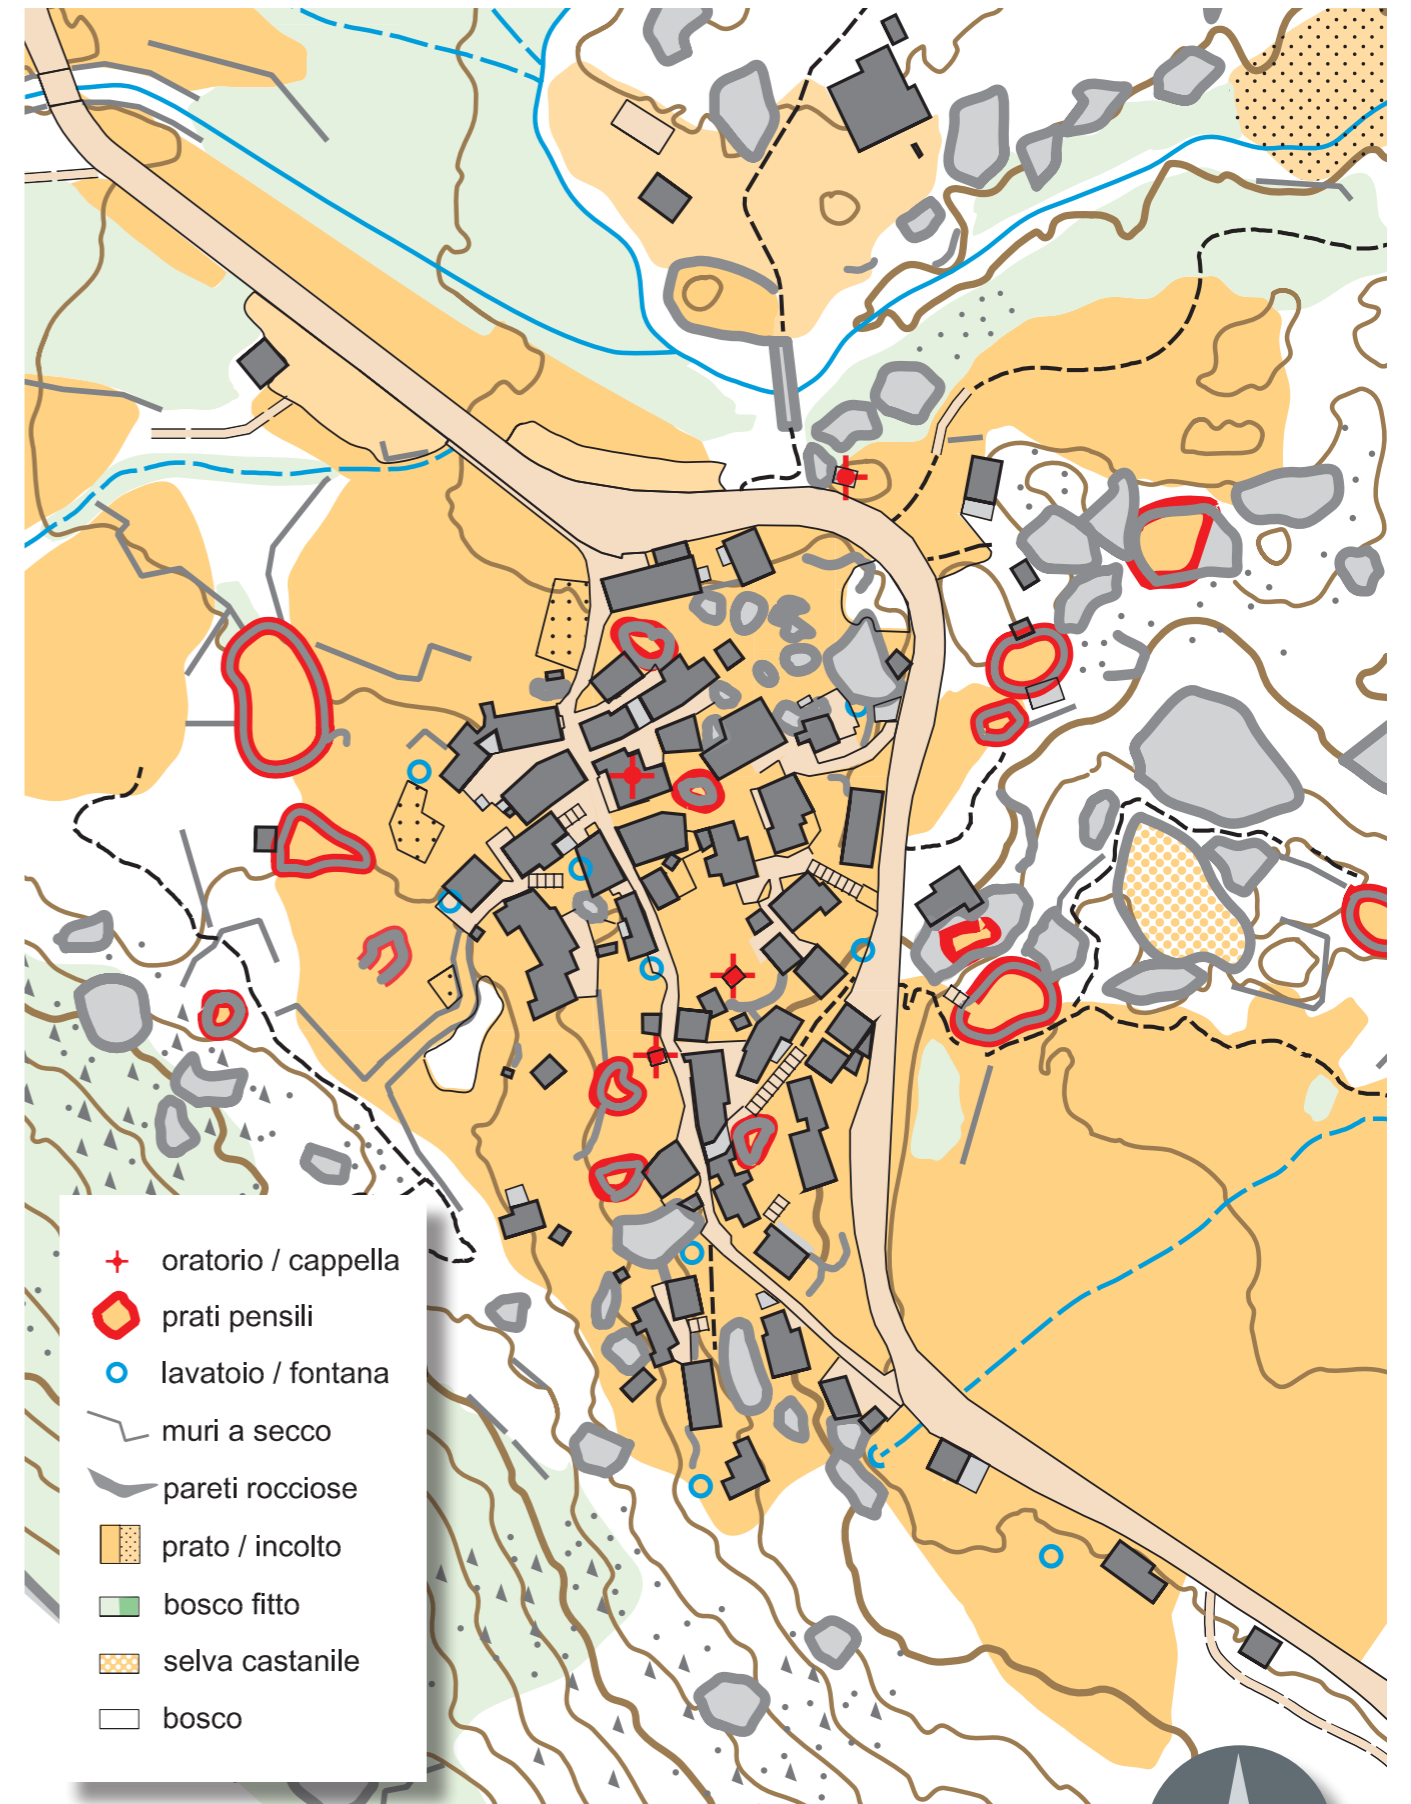 oratorio / cappella
prati pensili
lavatoio / fontana
muri a secco
pareti rocciose
prato / incolto
bosco fitto
selva castanile
bosco